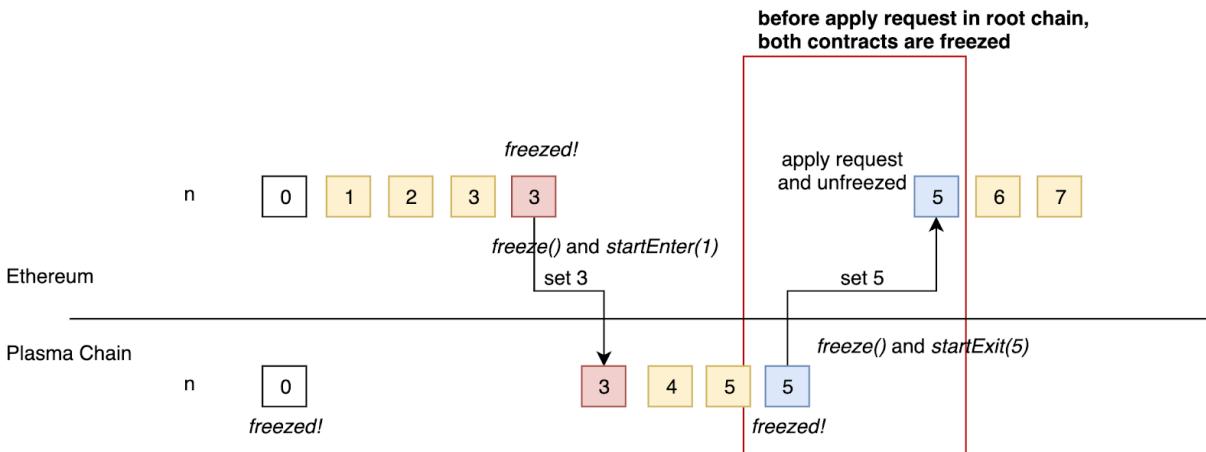 before apply request in root chain,
both contracts are freezed
freezed!
apply request
and unfreezed
n
0
1
2
3
3
5
6
7
freeze() and startEnter(1)
Ethereum
set 3
set 5
Plasma Chain
freeze() and startExit(5)
n
0
3
4
5
5
freezed!
freezed!